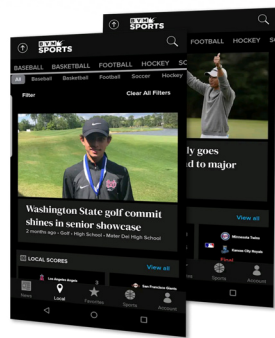 BVM
SPORTS
BASEBALL BASKETBALL FOOTBALL HOCKEY SC
All Baseball Basketball Football Soccer Hockey
Filter Clear All Filters
Washington State golf commit
shines in senior showcase
2 months ago • Golf • High School • Mater Dei High School
LOCAL SCORES View all
Los Angeles Angels
San Francisco Giants
News Local Favorites Sports Account
BVM
SPORTS
FOOTBALL HOCKEY SC
ly goes
d to major
View all
Minnesota Twins
Kansas City Royals
Final
Sports Account